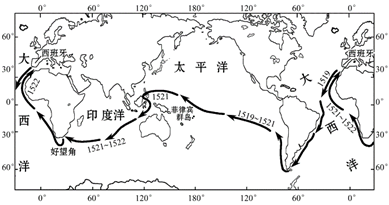 60°
30°
0°
30°
60°
西班牙
大
西
洋
1522
印度洋
1521~1522
好望角
1521
菲律宾
群岛
太平洋
1519~1521
大
西
洋
1519
1521~1522
西班牙
0° 60° 120° 180° 120° 60° 0°